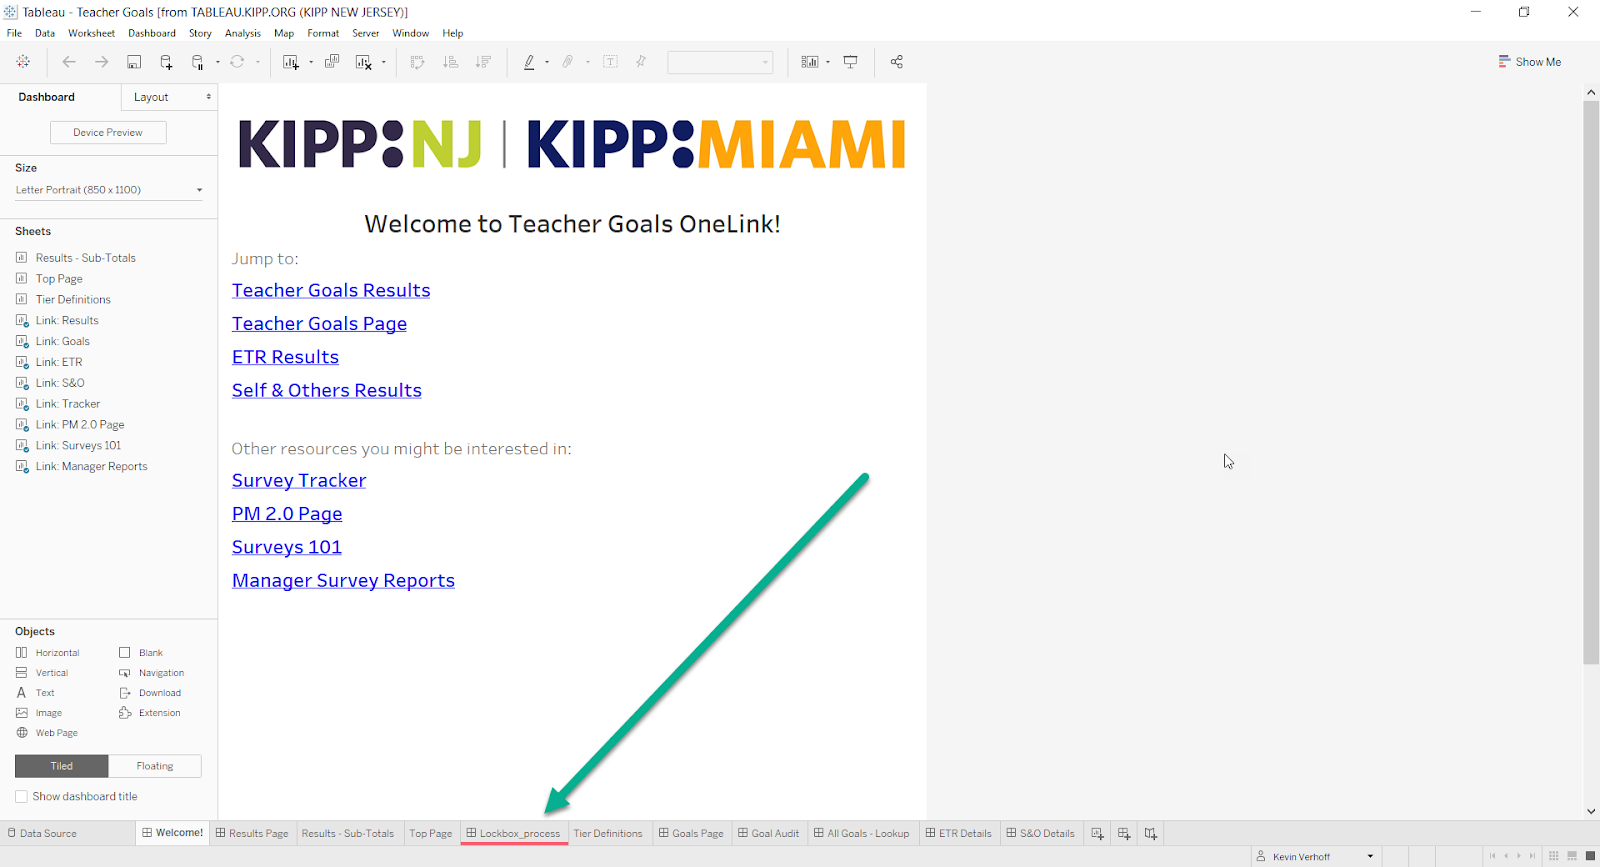 Tableau - Teacher Goals [from TABLEAU.KIPP.ORG (KIPP NEW JERSEY)]
File Data Worksheet Dashboard Story Analysis Map Format Server Window Help
Show Me
Dashboard Layout
Device Preview
Size
Letter Portrait (850 x 1100)
Sheets
Results - Sub-Totals
Top Page
Tier Definitions
Link: Results
Link: Goals
Link: ETR
Link: S&O
Link: Tracker
Link: PM 2.0 Page
Link: Surveys 101
Link: Manager Reports
Objects
Horizontal Blank
Vertical Navigation
Text Download
Image Extension
Web Page
Tiled Floating
Show dashboard title
KIPP:NJ | KIPP:MIAMI
Welcome to Teacher Goals OneLink!
Jump to:
Teacher Goals Results
Teacher Goals Page
ETR Results
Self & Others Results
Other resources you might be interested in:
Survey Tracker
PM 2.0 Page
Surveys 101
Manager Survey Reports
Data Source Welcome! Results Page Results - Sub-Totals Top Page Lockbox_process Tier Definitions Goals Page Goal Audit All Goals - Lookup ETR Details S&O Details
Kevin Verhoff